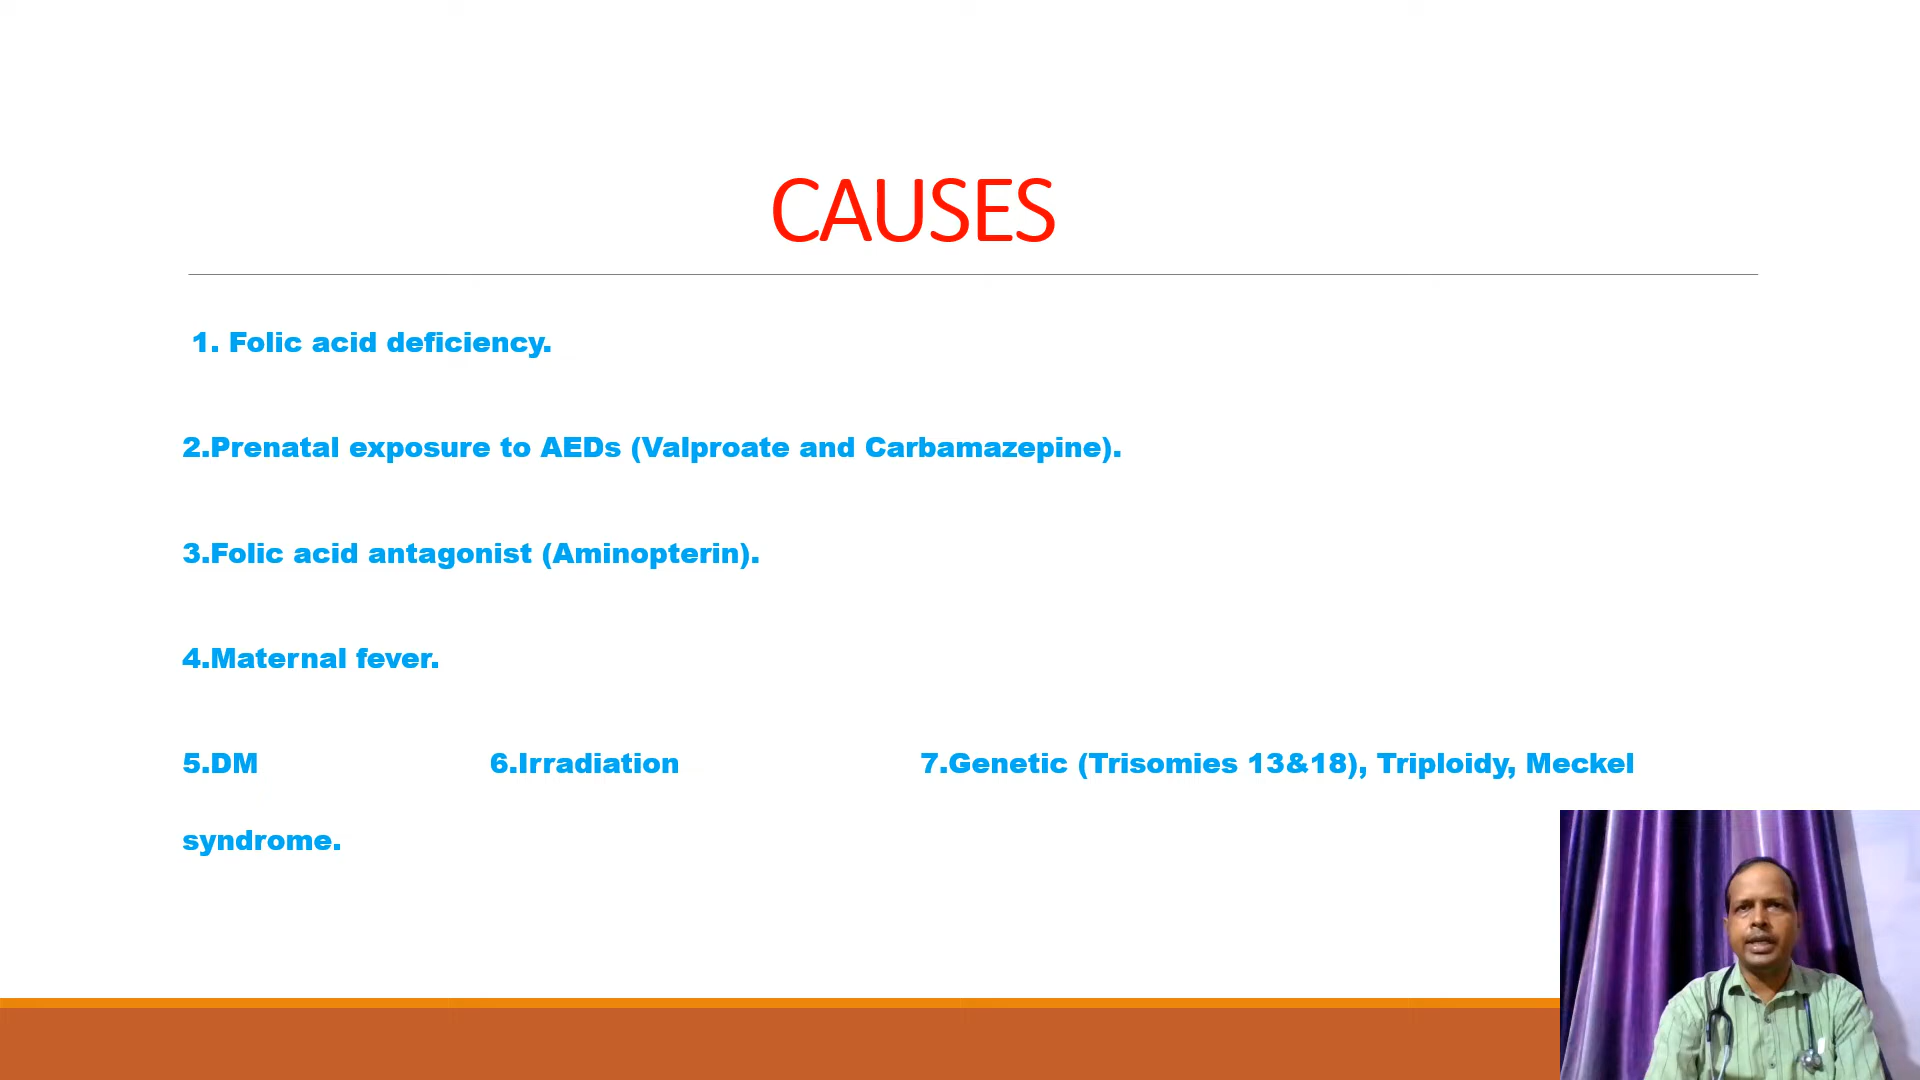 CAUSES
1. Folic acid deficiency.
2.Prenatal exposure to AEDs (Valproate and Carbamazepine).
3.Folic acid antagonist (Aminopterin).
4.Maternal fever.
5.DM 6.Irradiation 7.Genetic (Trisomies 13&18), Triploidy, Meckel
syndrome.